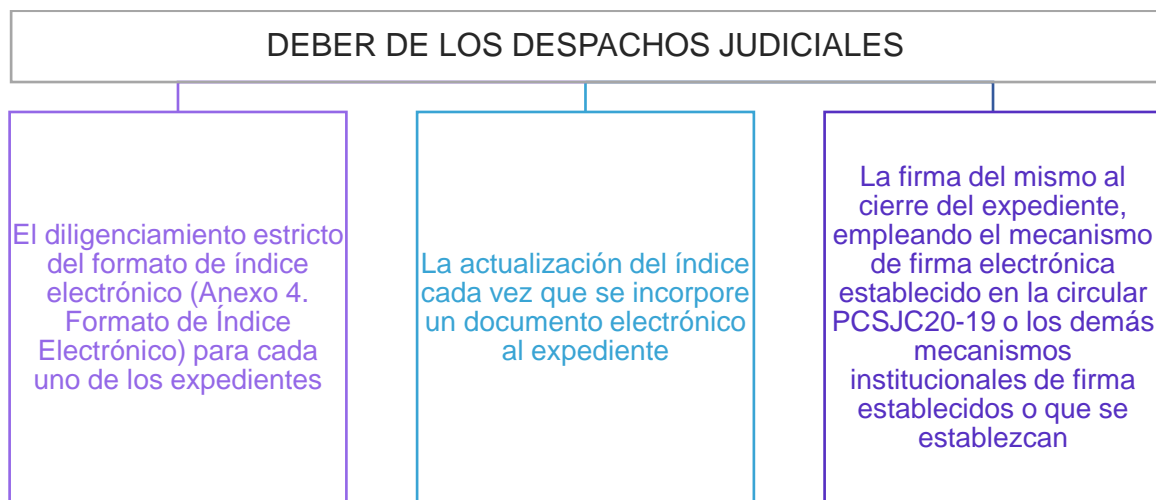 DEBER DE LOS DESPACHOS JUDICIALES
El diligenciamiento estricto
del formato de índice
electrónico (Anexo 4.
Formato de Índice
Electrónico) para cada
uno de los expedientes
La actualización del índice
cada vez que se incorpore
un documento electrónico
al expediente
La firma del mismo al
cierre del expediente,
empleando el mecanismo
de firma electrónica
establecido en la circular
PCSJC20-19 o los demás
mecanismos
institucionales de firma
establecidos o que se
establezcan